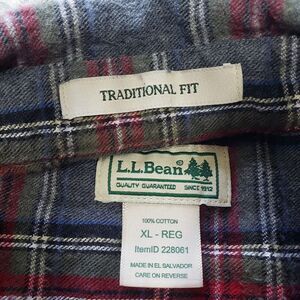 TRADITIONAL FIT
L.L.Bean®
QUALITY GUARANTEED SINCE 1912
100% COTTON
XL - REG
ItemID 228061
MADE IN EL SALVADOR
CARE ON REVERSE